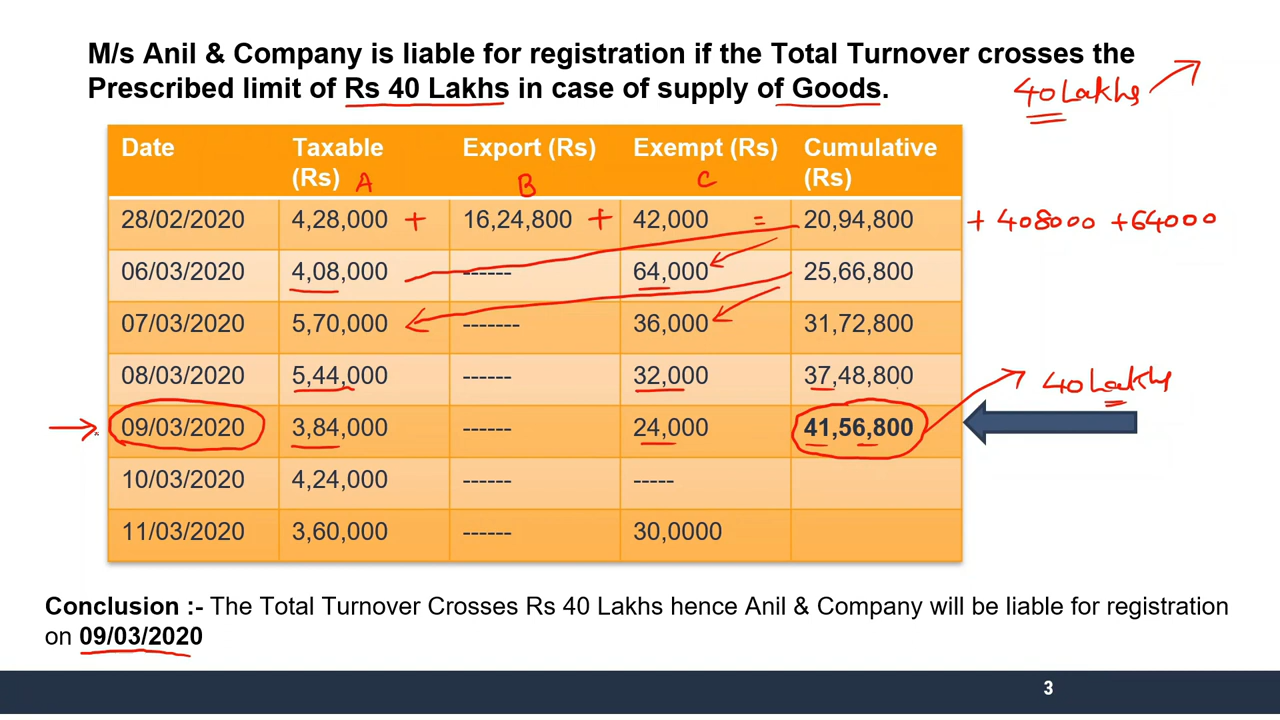 M/s Anil & Company is liable for registration if the Total Turnover crosses the
Prescribed limit of Rs 40 Lakhs in case of supply of Goods.
40 Lakhs
Date Taxable (Rs) A Export (Rs) B Exempt (Rs) C Cumulative (Rs)
28/02/2020 4,28,000 + 16,24,800 + 42,000 = 20,94,800 + 408000 + 64000
06/03/2020 4,08,000 ------ 64,000 25,66,800
07/03/2020 5,70,000 ------- 36,000 31,72,800
08/03/2020 5,44,000 ------ 32,000 37,48,800
40 Lakhs
09/03/2020 3,84,000 ------ 24,000 41,56,800
10/03/2020 4,24,000 ------ -----
11/03/2020 3,60,000 ------ 30,0000
Conclusion :- The Total Turnover Crosses Rs 40 Lakhs hence Anil & Company will be liable for registration
on 09/03/2020
3